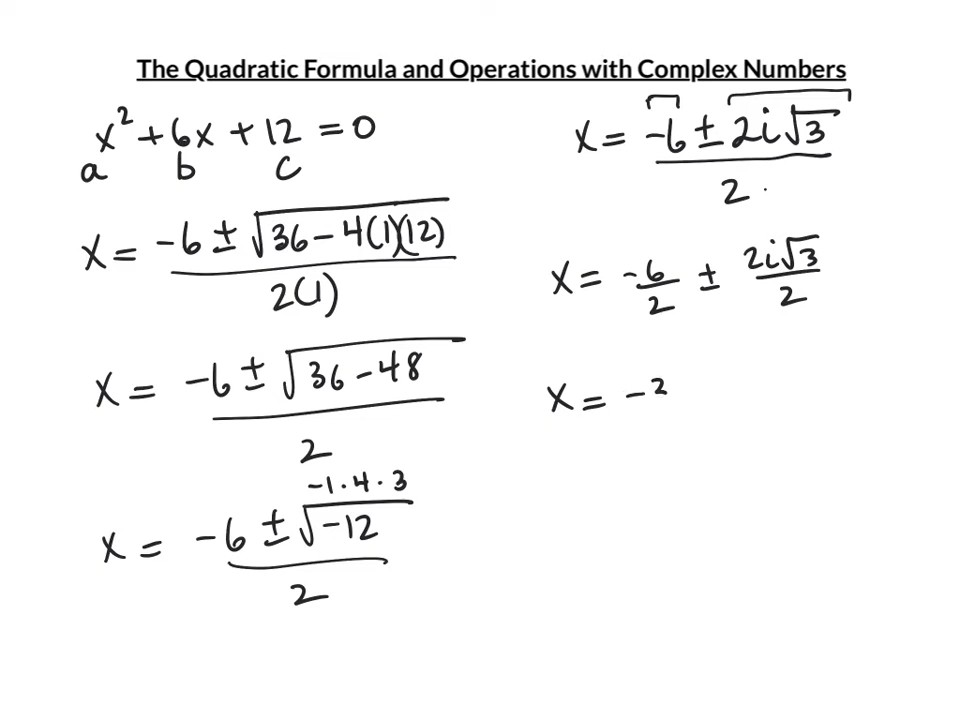 The Quadratic Formula and Operations with Complex Numbers
x² + 6x + 12 = 0
a b c
x = -6 ± √36 - 4(1)(12)
2(1)
x = -6 ± √36 - 48
2
-1 · 4 · 3
x = -6 ± √-12
2
x = -6 ± 2i√3
2
x = -6/2 ± 2i√3/2
x = -2